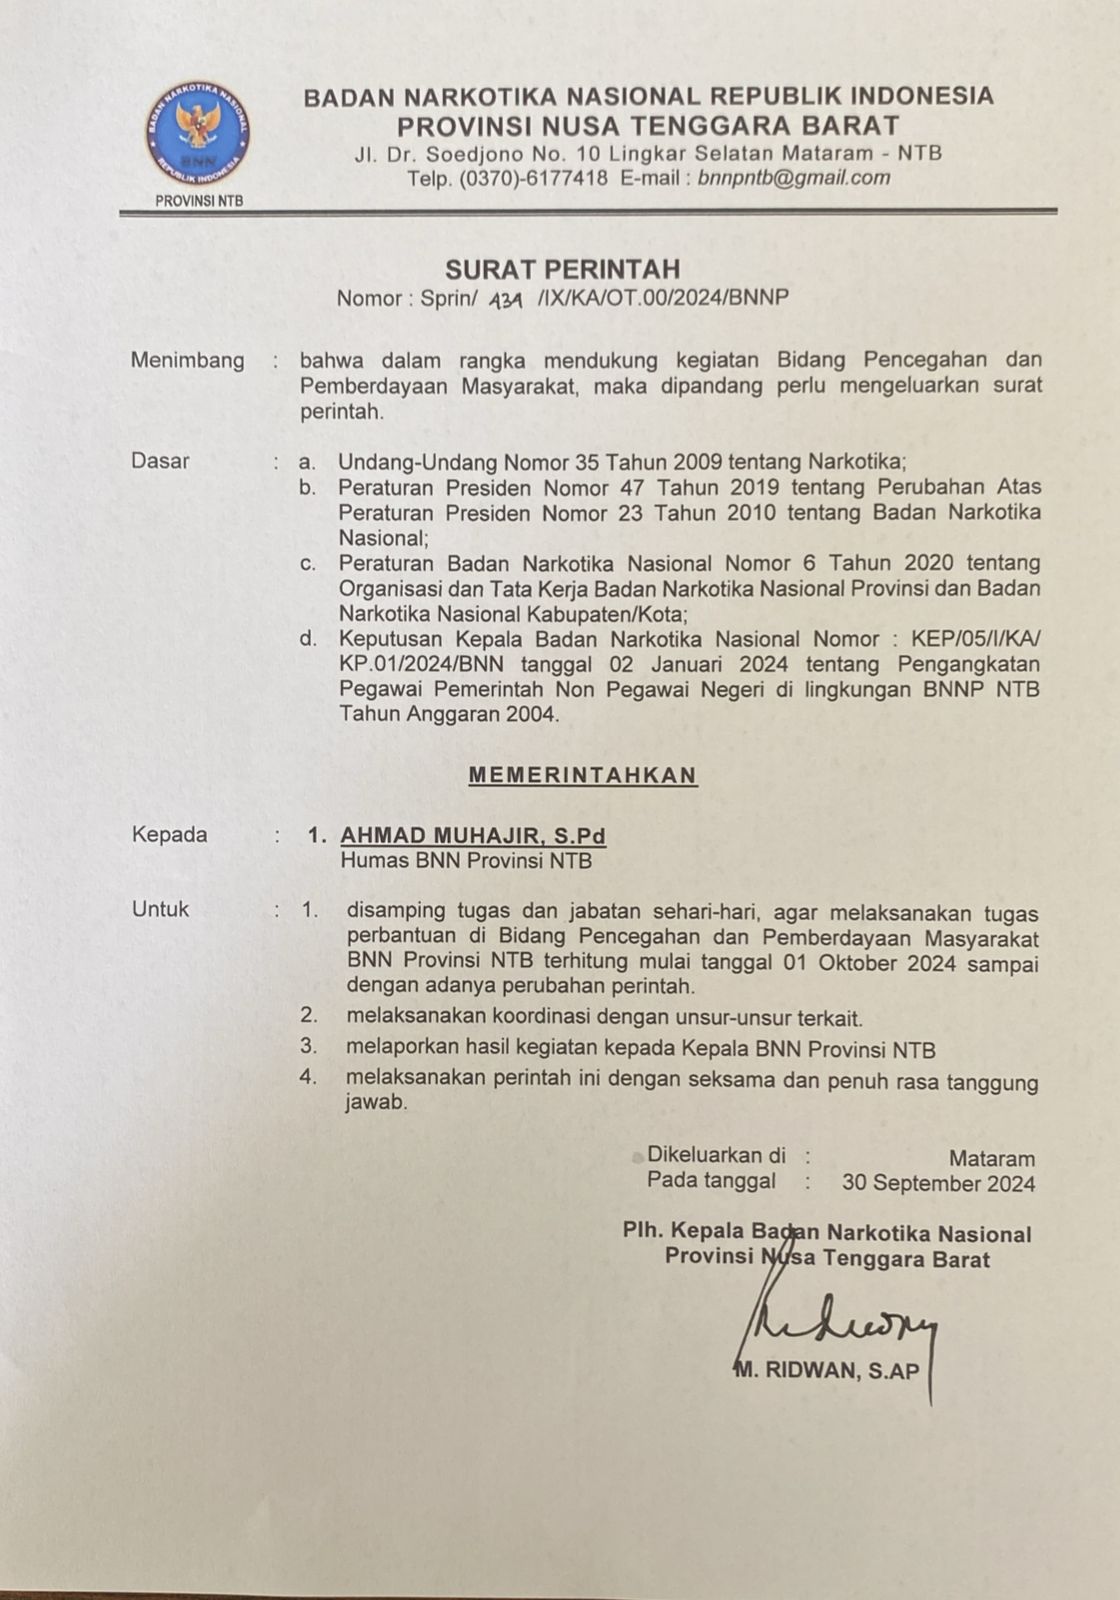 BADAN NARKOTIKA NASIONAL
BNN
REPUBLIK INDONESIA
PROVINSI NTB
BADAN NARKOTIKA NASIONAL REPUBLIK INDONESIA
PROVINSI NUSA TENGGARA BARAT
Jl. Dr. Soedjono No. 10 Lingkar Selatan Mataram - NTB
Telp. (0370)-6177418 E-mail : bnnpntb@gmail.com
SURAT PERINTAH
Nomor : Sprin/ /IX/KA/OT.00/2024/BNNP
Menimbang : bahwa dalam rangka mendukung kegiatan Bidang Pencegahan dan
Pemberdayaan Masyarakat, maka dipandang perlu mengeluarkan surat
perintah.
Dasar : a. Undang-Undang Nomor 35 Tahun 2009 tentang Narkotika;
b. Peraturan Presiden Nomor 47 Tahun 2019 tentang Perubahan Atas
Peraturan Presiden Nomor 23 Tahun 2010 tentang Badan Narkotika
Nasional;
c. Peraturan Badan Narkotika Nasional Nomor 6 Tahun 2020 tentang
Organisasi dan Tata Kerja Badan Narkotika Nasional Provinsi dan Badan
Narkotika Nasional Kabupaten/Kota;
d. Keputusan Kepala Badan Narkotika Nasional Nomor : KEP/05/I/KA/
KP.01/2024/BNN tanggal 02 Januari 2024 tentang Pengangkatan
Pegawai Pemerintah Non Pegawai Negeri di lingkungan BNNP NTB
Tahun Anggaran 2004.
MEMERINTAHKAN
Kepada : 1. AHMAD MUHAJIR, S.Pd
Humas BNN Provinsi NTB
Untuk : 1. disamping tugas dan jabatan sehari-hari, agar melaksanakan tugas
perbantuan di Bidang Pencegahan dan Pemberdayaan Masyarakat
BNN Provinsi NTB terhitung mulai tanggal 01 Oktober 2024 sampai
dengan adanya perubahan perintah.
2. melaksanakan koordinasi dengan unsur-unsur terkait.
3. melaporkan hasil kegiatan kepada Kepala BNN Provinsi NTB
4. melaksanakan perintah ini dengan seksama dan penuh rasa tanggung
jawab.
Dikeluarkan di : Mataram
Pada tanggal : 30 September 2024
Plh. Kepala Badan Narkotika Nasional
Provinsi Nusa Tenggara Barat
M. RIDWAN, S.AP